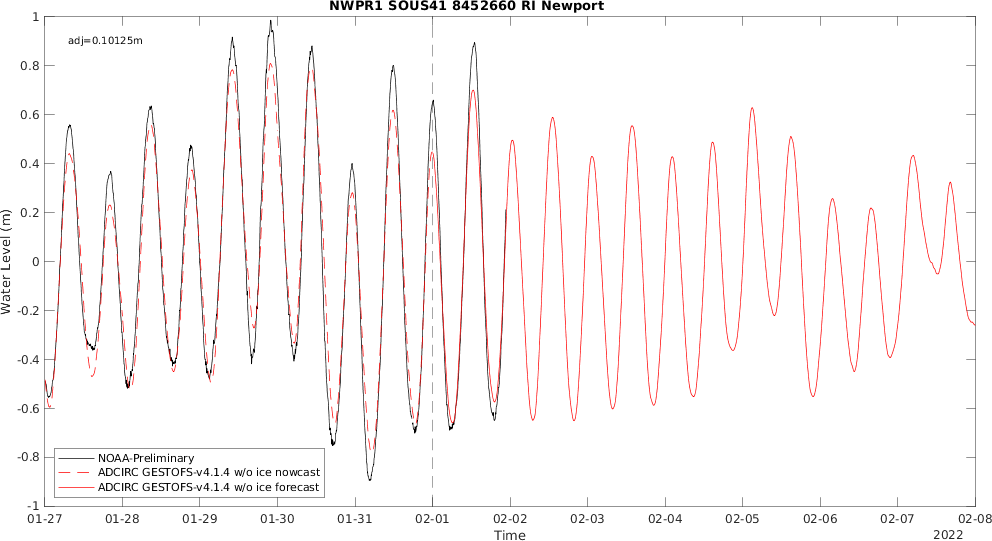 NWPR1 SOUS41 8452660 RI Newport
adj=0.10125m
1
0.8
0.6
0.4
0.2
0
-0.2
-0.4
-0.6
-0.8
-1
Water Level (m)
NOAA-Preliminary
ADCIRC GESTOFS-v4.1.4 w/o ice nowcast
ADCIRC GESTOFS-v4.1.4 w/o ice forecast
01-27 01-28 01-29 01-30 01-31 02-01 02-02 02-03 02-04 02-05 02-06 02-07 02-08
Time
2022